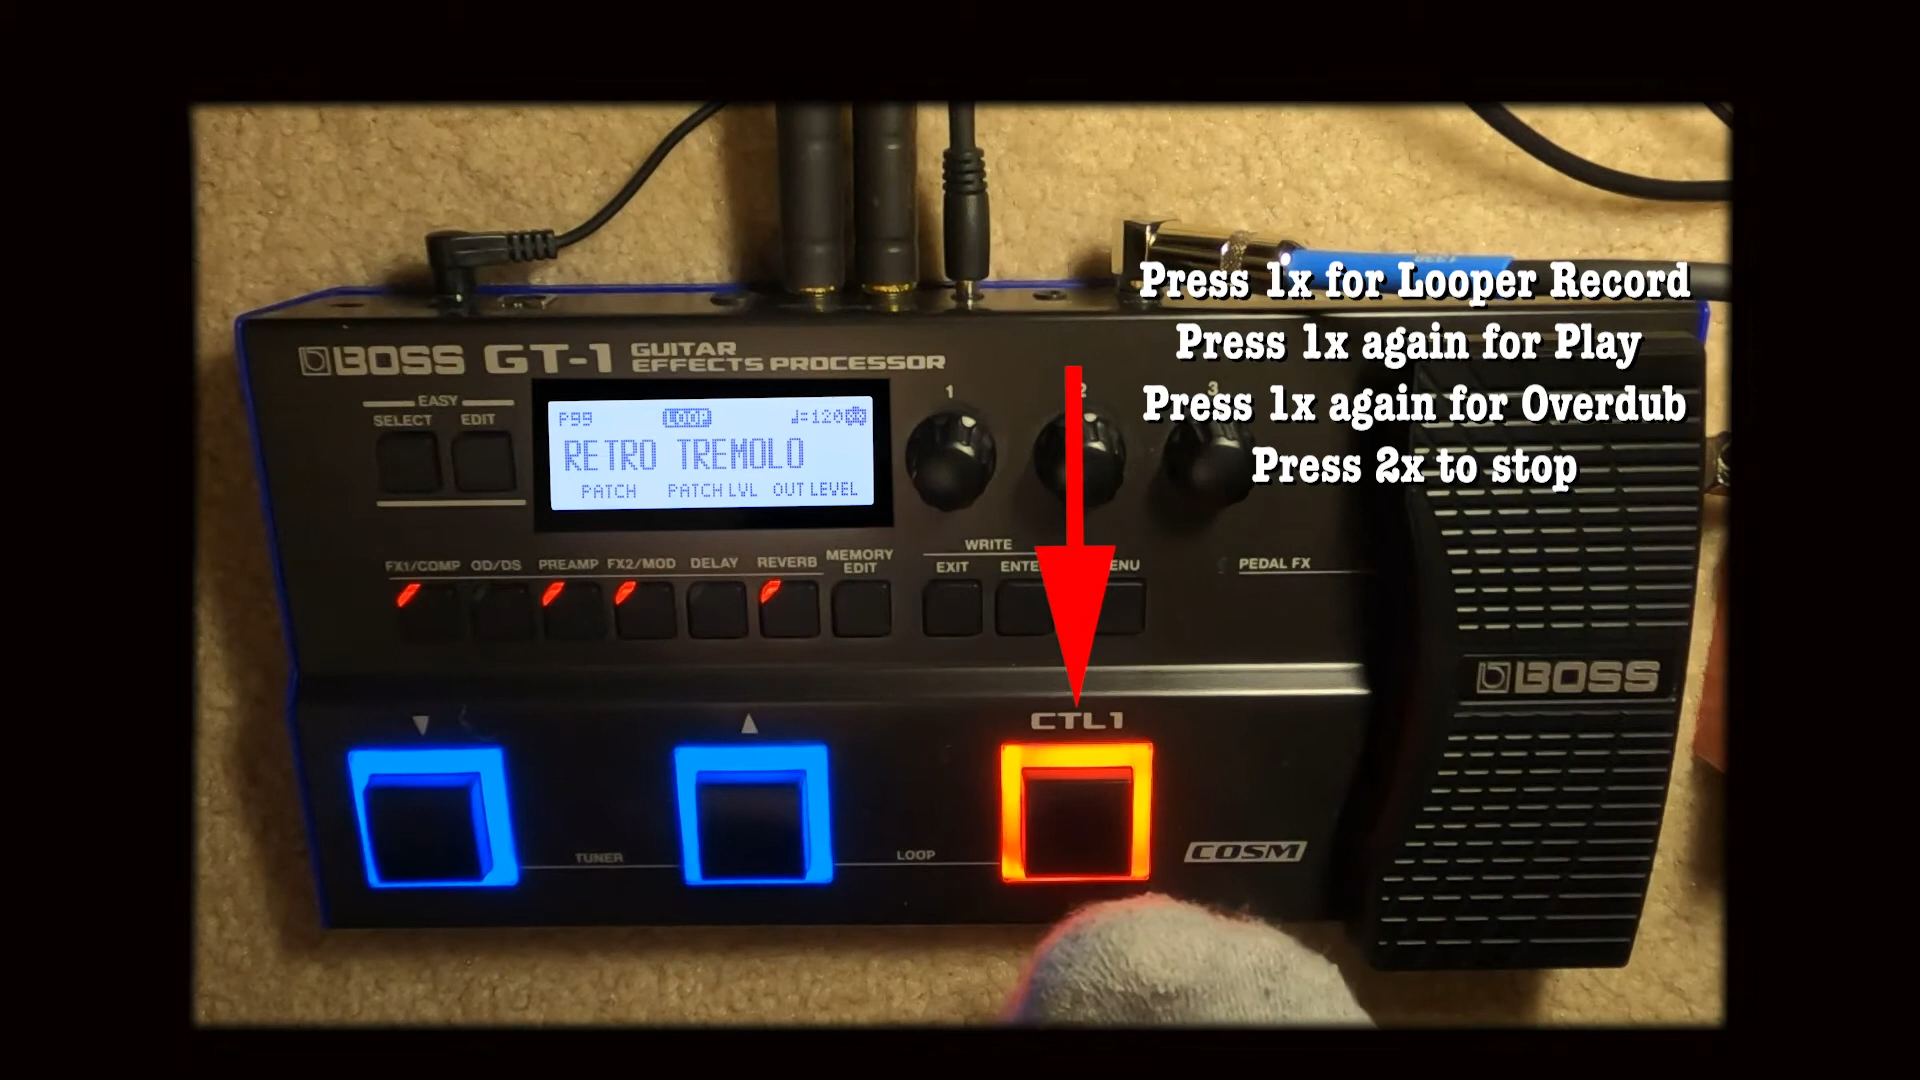 Press 1x for Looper Record
Press 1x again for Play
Press 1x again for Overdub
Press 2x to stop
BOSS GT-1 GUITAR EFFECTS PROCESSOR
EASY
SELECT EDIT
P99 LOOP ♩=120
RETRO TREMOLO
PATCH PATCH LVL OUT LEVEL
1 2 3
WRITE
FX1/COMP OD/DS PREAMP FX2/MOD DELAY REVERB MEMORY EDIT EXIT ENTE ENU
PEDAL FX
BOSS
▼ ▲ CTL1
TUNER LOOP
COSM